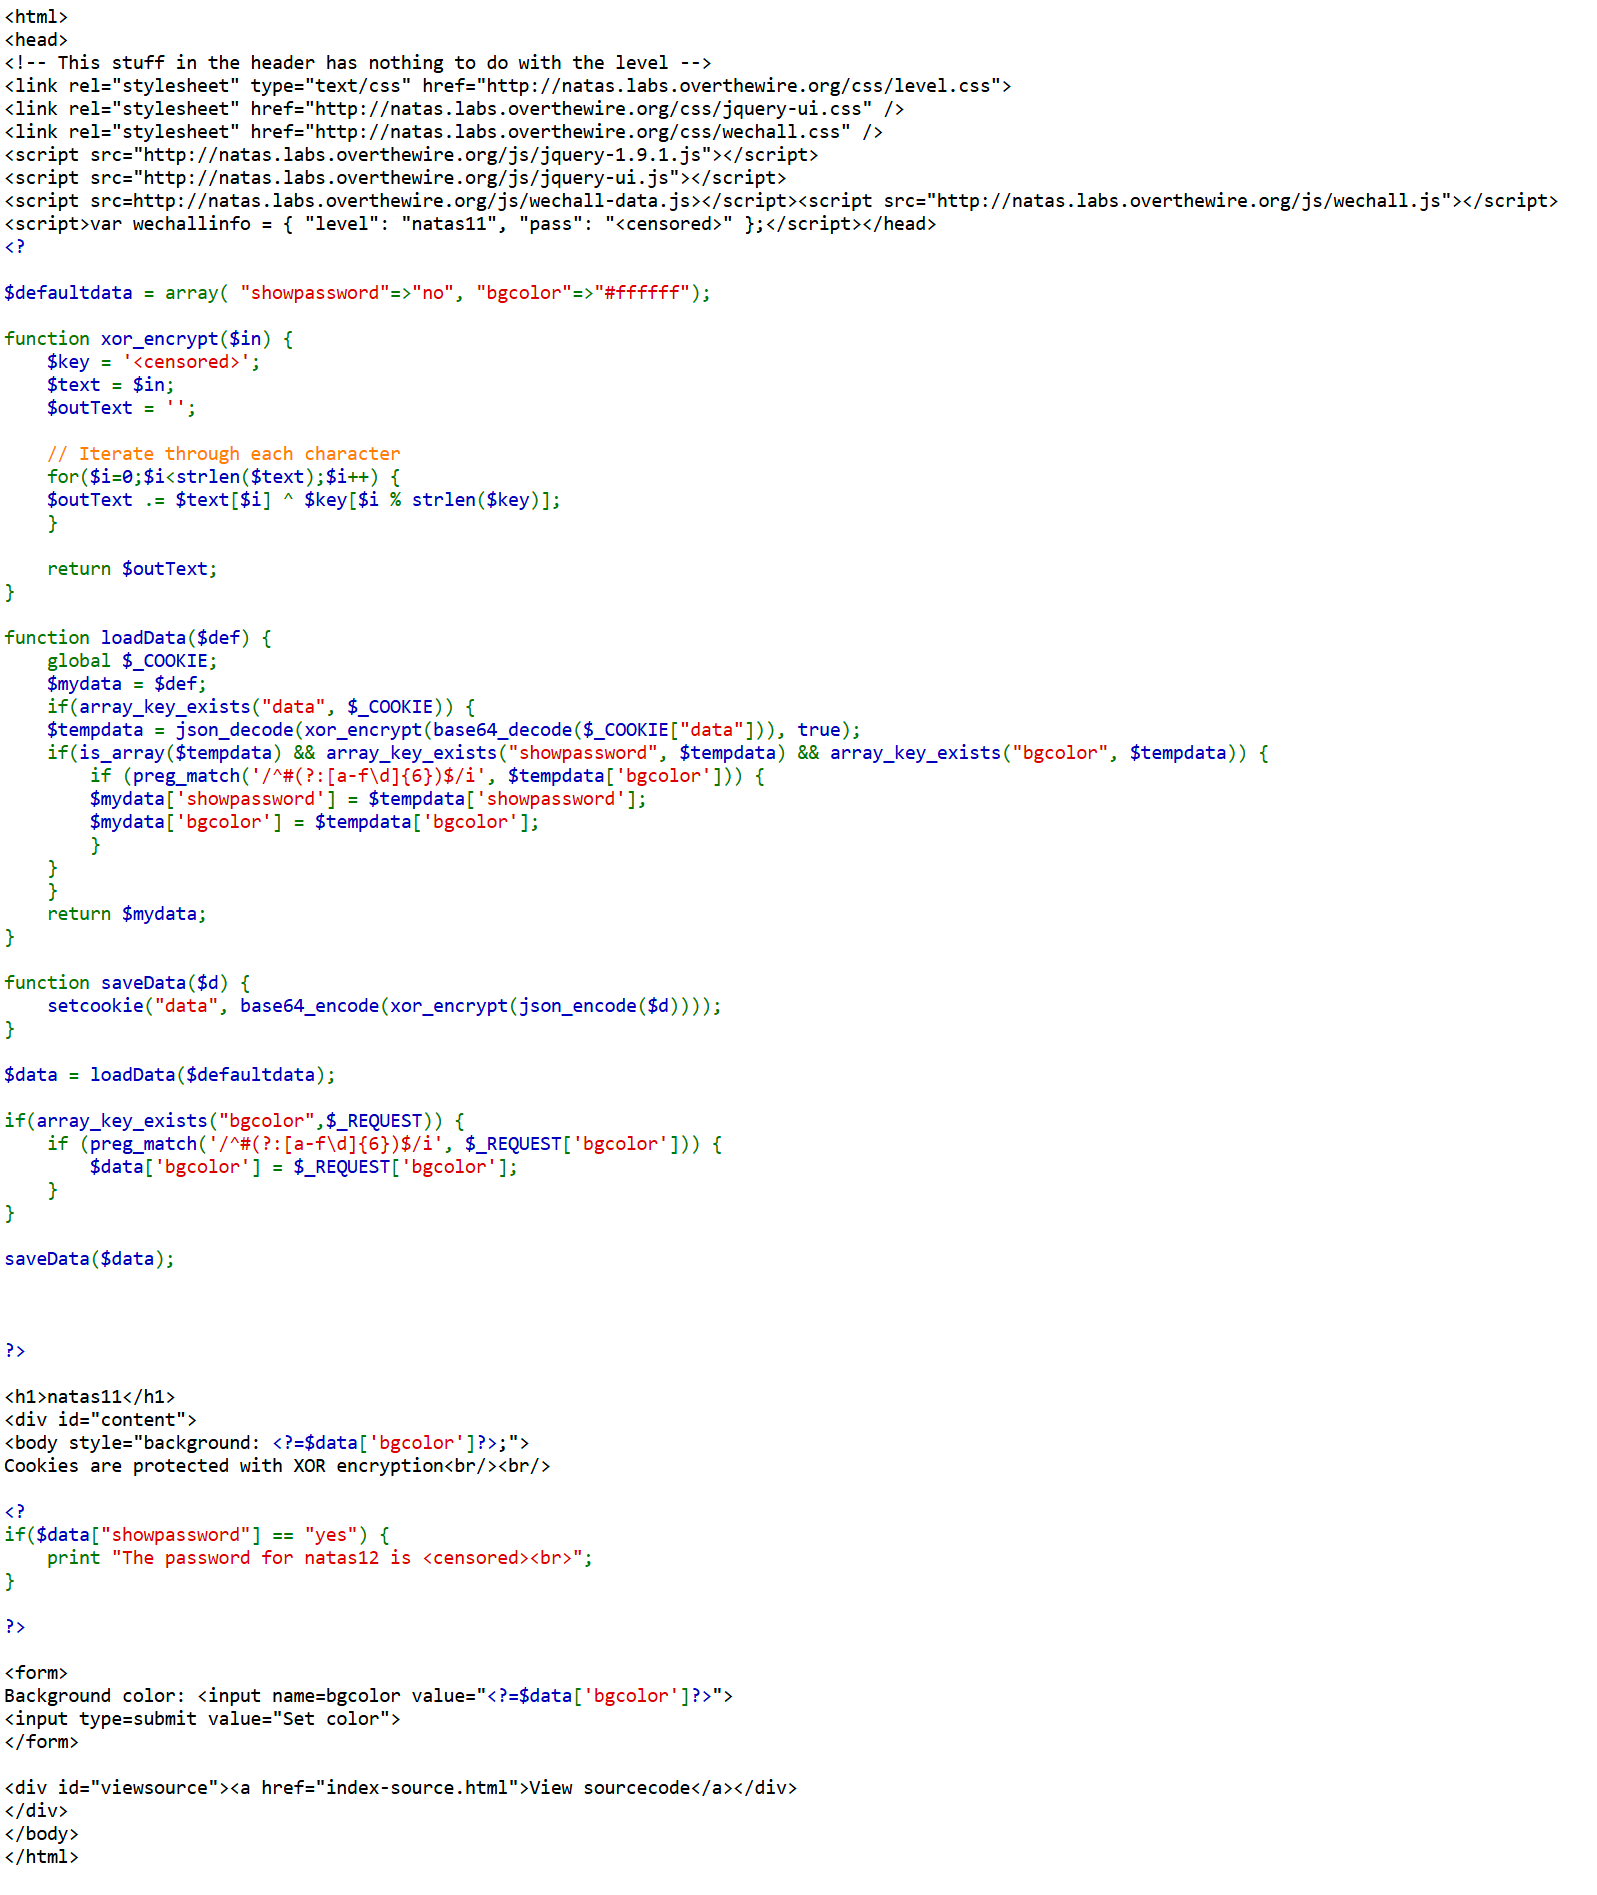 <html>
<head>
<!-- This stuff in the header has nothing to do with the level -->
<link rel="stylesheet" type="text/css" href="http://natas.labs.overthewire.org/css/level.css">
<link rel="stylesheet" href="http://natas.labs.overthewire.org/css/jquery-ui.css" />
<link rel="stylesheet" href="http://natas.labs.overthewire.org/css/wechall.css" />
<script src="http://natas.labs.overthewire.org/js/jquery-1.9.1.js"></script>
<script src="http://natas.labs.overthewire.org/js/jquery-ui.js"></script>
<script src=http://natas.labs.overthewire.org/js/wechall-data.js></script><script src="http://natas.labs.overthewire.org/js/wechall.js"></script>
<script>var wechallinfo = { "level": "natas11", "pass": "<censored>" };</script></head>
<?

$defaultdata = array( "showpassword"=>"no", "bgcolor"=>"#ffffff");

function xor_encrypt($in) {
    $key = '<censored>';
    $text = $in;
    $outText = '';

    // Iterate through each character
    for($i=0;$i<strlen($text);$i++) {
    $outText .= $text[$i] ^ $key[$i % strlen($key)];
    }

    return $outText;
}

function loadData($def) {
    global $_COOKIE;
    $mydata = $def;
    if(array_key_exists("data", $_COOKIE)) {
    $tempdata = json_decode(xor_encrypt(base64_decode($_COOKIE["data"])), true);
    if(is_array($tempdata) && array_key_exists("showpassword", $tempdata) && array_key_exists("bgcolor", $tempdata)) {
        if (preg_match('/^#(?:[a-f\d]{6})$/i', $tempdata['bgcolor'])) {
        $mydata['showpassword'] = $tempdata['showpassword'];
        $mydata['bgcolor'] = $tempdata['bgcolor'];
        }
    }
    }
    return $mydata;
}

function saveData($d) {
    setcookie("data", base64_encode(xor_encrypt(json_encode($d))));
}

$data = loadData($defaultdata);

if(array_key_exists("bgcolor",$_REQUEST)) {
    if (preg_match('/^#(?:[a-f\d]{6})$/i', $_REQUEST['bgcolor'])) {
        $data['bgcolor'] = $_REQUEST['bgcolor'];
    }
}

saveData($data);

?>

<h1>natas11</h1>
<div id="content">
<body style="background: <?=$data['bgcolor']?>;">
Cookies are protected with XOR encryption<br/><br/>

<?
if($data["showpassword"] == "yes") {
    print "The password for natas12 is <censored><br>";
}

?>

<form>
Background color: <input name=bgcolor value="<?=$data['bgcolor']?>">
<input type=submit value="Set color">
</form>

<div id="viewsource"><a href="index-source.html">View sourcecode</a></div>
</div>
</body>
</html>